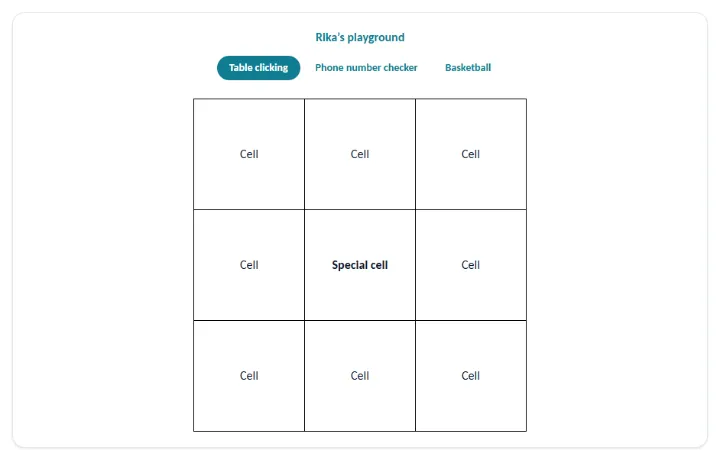 Rika's playground
Table clicking Phone number checker Basketball
Cell Cell Cell
Cell Special cell Cell
Cell Cell Cell